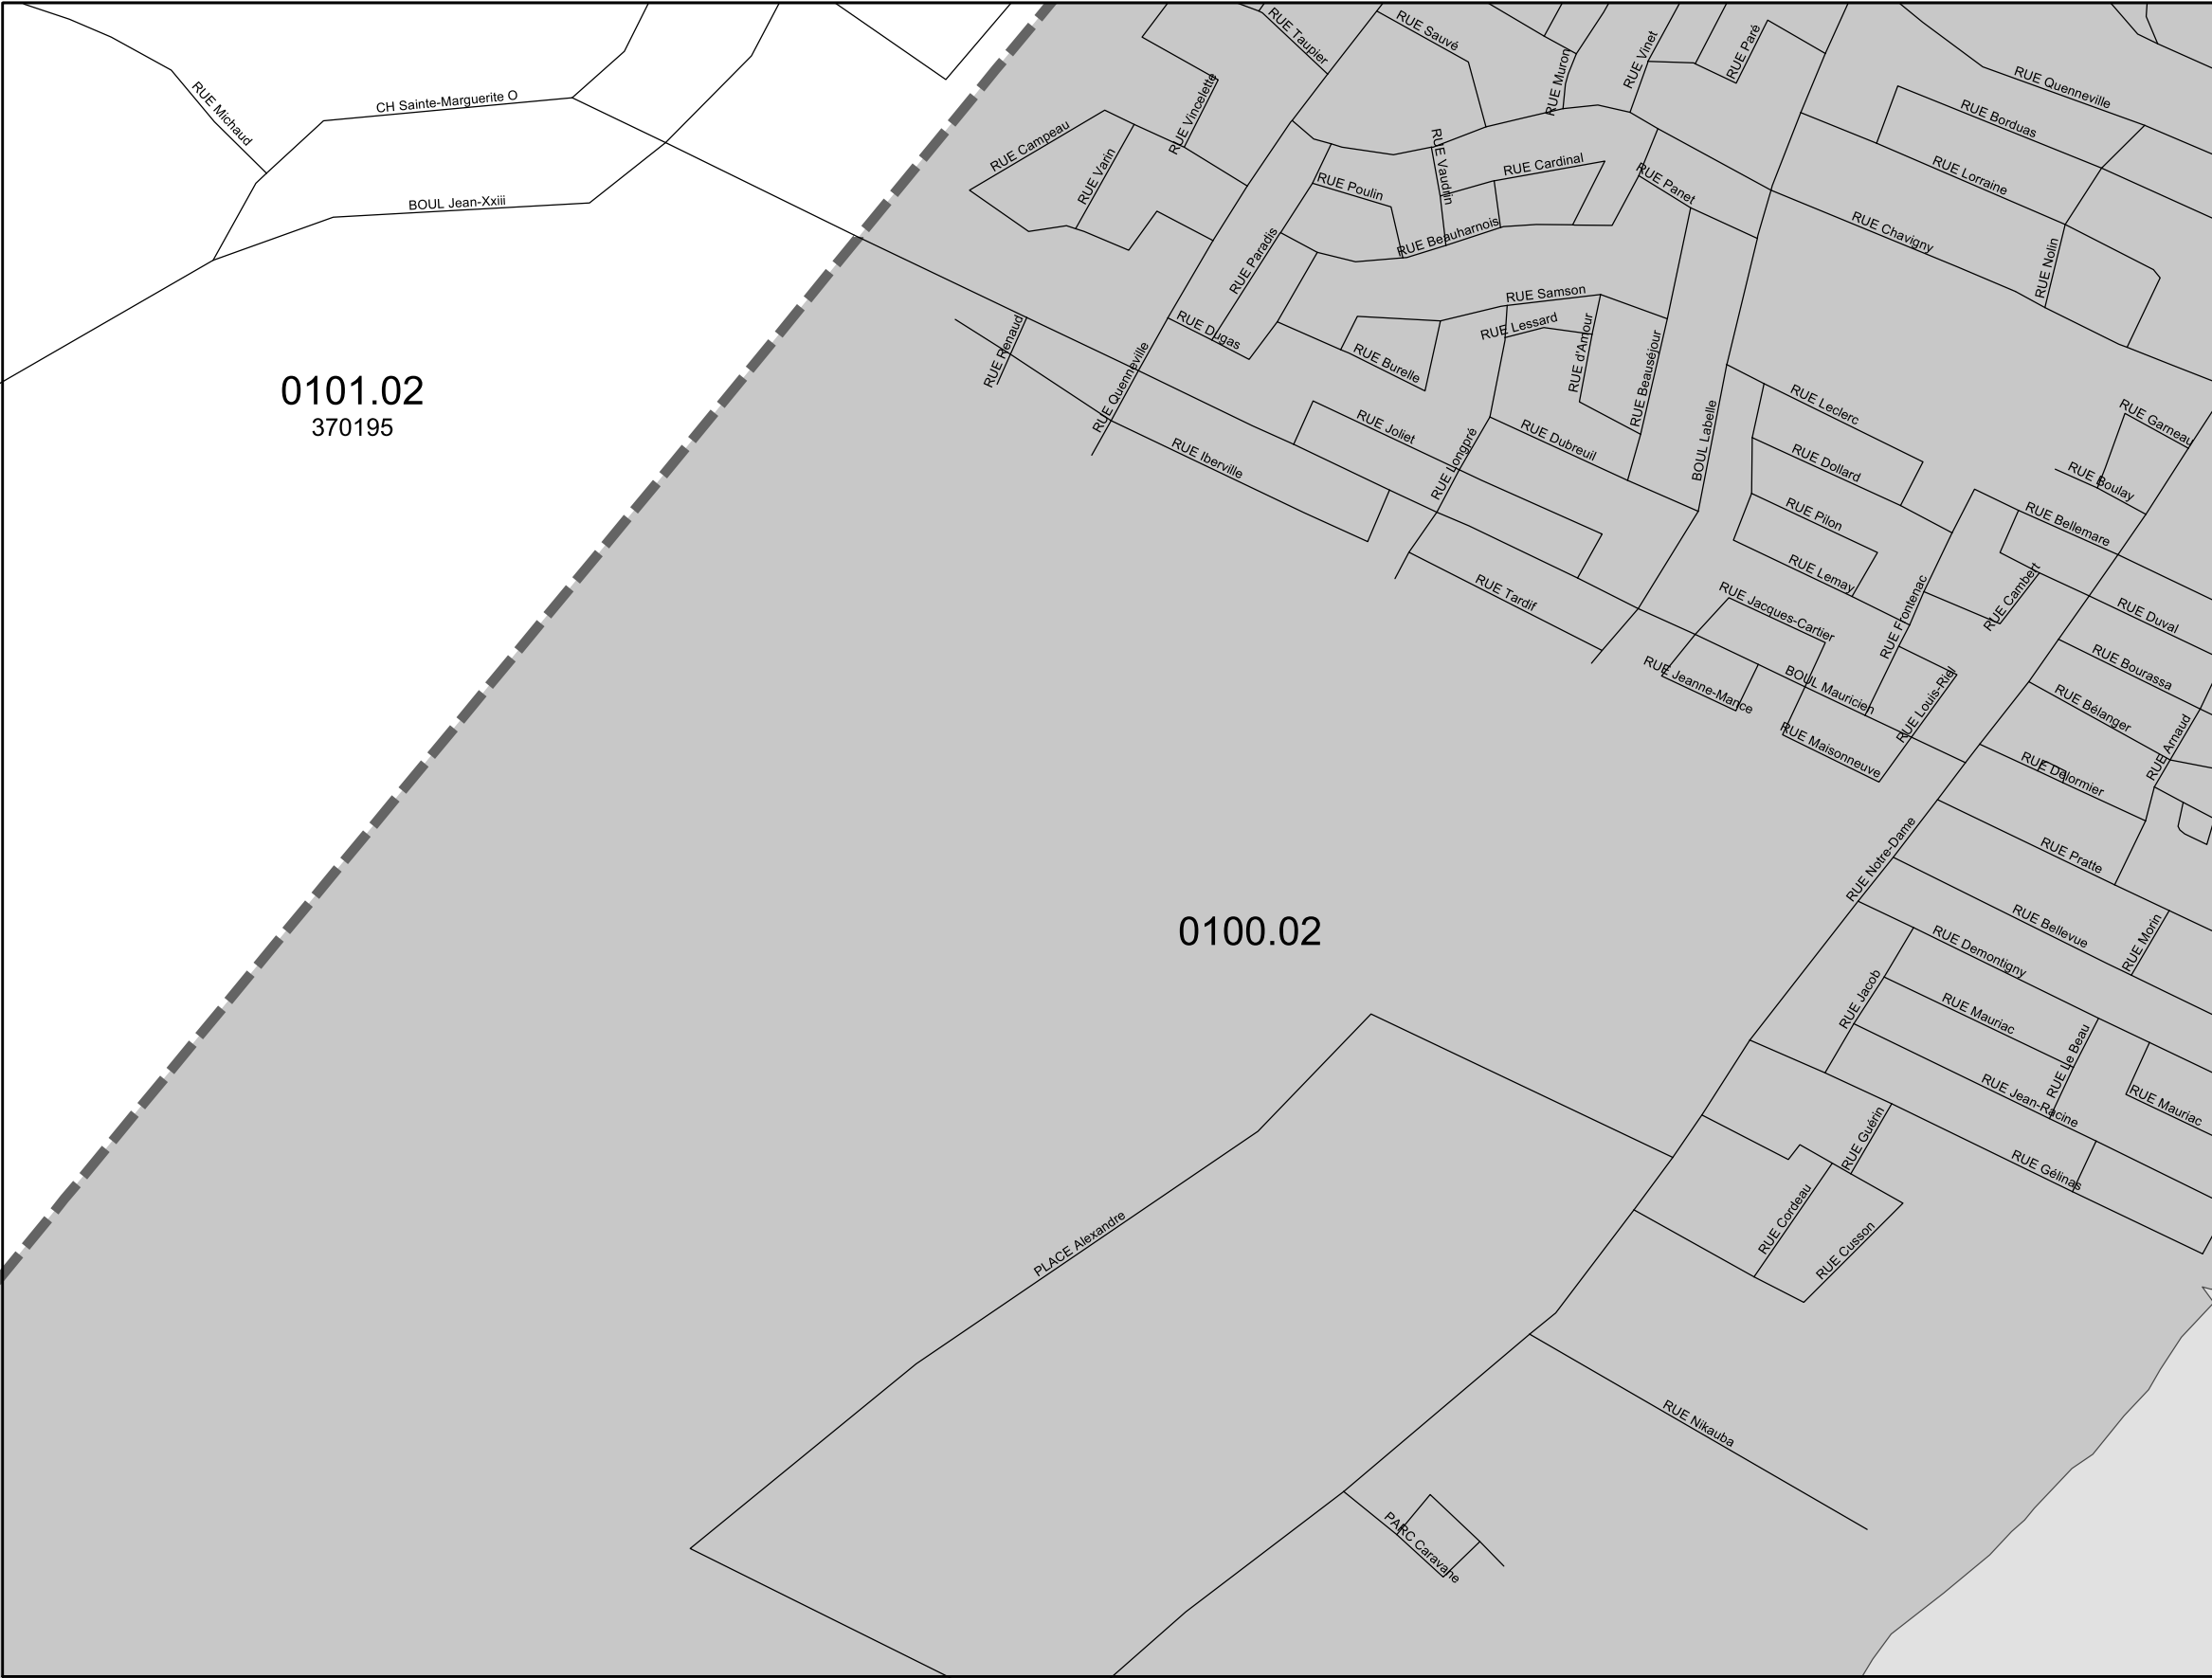 RUE Taupier
RUE Sauvé
RUE Vinet
RUE Paré
RUE Muron
RUE Quenneville
RUE Michaud
CH Sainte-Marguerite O
RUE Vincelette
RUE Borduas
RUE Campeau
RUE Varin
RUE Vaudrin
RUE Cardinal
RUE Panet
RUE Lorraine
RUE Poulin
BOUL Jean-Xxiii
RUE Beauharnois
RUE Chavigny
RUE Paradis
RUE Nolin
RUE Samson
RUE Lessard
RUE Dugas
RUE d'Amour
RUE Renaud
RUE Quenneville
RUE Burelle
RUE Beauséjour
0101.02
370195
RUE Leclerc
RUE Garneau
RUE Joliet
BOUL Labelle
RUE Dubreuil
RUE Iberville
RUE Longpré
RUE Dollard
RUE Boulay
RUE Pilon
RUE Bellemare
RUE Lemay
RUE Tardif
RUE Jacques-Cartier
RUE Frontenac
RUE Cambert
RUE Duval
RUE Jeanne-Mance
BOUL Mauricien
RUE Louis-Riel
RUE Bourassa
RUE Bélanger
RUE Maisonneuve
RUE Arnaud
RUE Delormier
RUE Notre-Dame
RUE Pratte
0100.02
RUE Bellevue
RUE Morin
RUE Demontigny
RUE Jacob
RUE Mauriac
RUE Le Beau
RUE Jean-Racine
RUE Mauriac
RUE Guérin
RUE Gélinas
RUE Cordeau
RUE Cusson
PLACE Alexandre
RUE Nikauba
PARC Caravane